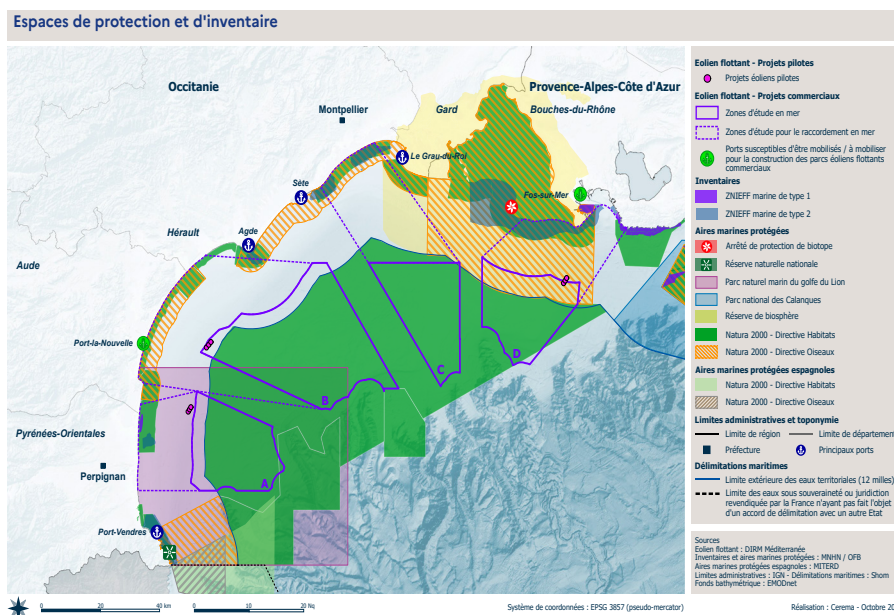 Espaces de protection et d'inventaire
Occitanie
Provence-Alpes-Côte d'Azur
Montpellier
Gard
Bouches-du-Rhône
Le Grau-du-Roi
Sète
Fos-sur-Mer
Hérault
Agde
Aude
Port-la-Nouvelle
D
C
B
Pyrénées-Orientales
Perpignan
A
Port-Vendres
Eolien flottant - Projets pilotes
Projets éoliens pilotes
Eolien flottant - Projets commerciaux
Zones d'étude en mer
Zones d'étude pour le raccordement en mer
Ports susceptibles d'être mobilisés / à mobiliser
pour la construction des parcs éoliens flottants
commerciaux
Inventaires
ZNIEFF marine de type 1
ZNIEFF marine de type 2
Aires marines protégées
Arrêté de protection de biotope
Réserve naturelle nationale
Parc naturel marin du golfe du Lion
Parc national des Calanques
Réserve de biosphère
Natura 2000 - Directive Habitats
Natura 2000 - Directive Oiseaux
Aires marines protégées espagnoles
Natura 2000 - Directive Habitats
Natura 2000 - Directive Oiseaux
Limites administratives et toponymie
Limite de région Limite de département
Préfecture Principaux ports
Délimitations maritimes
Limite extérieure des eaux territoriales (12 milles)
Limite des eaux sous souveraineté ou juridiction
revendiquée par la France n'ayant pas fait l'objet
d'un accord de délimitation avec un autre Etat
Sources
Eolien flottant : DIRM Méditerranée
Inventaires et aires marines protégées : MNHN / OFB
Aires marines protégées espagnoles : MITERD
Limites administratives : IGN - Délimitations maritimes : Shom
Fonds bathymétrique : EMODnet
0 20 40 km
0 10 20 Nq
Système de coordonnées : EPSG 3857 (pseudo-mercator)
Réalisation : Cerema - Octobre 20